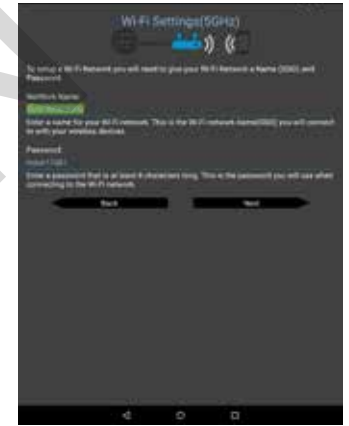 Wi-Fi Settings(5GHz)
To setup a Wi-Fi Network you will need to give your Wi-Fi Network a Name (SSID) and
Password.
Network Name
Enter a name for your Wi-Fi network. This is the Wi-Fi network name(SSID) you will connect
to with your wireless devices.
Password
Enter a password that is at least 8 characters long. This is the password you will use when
connecting to the Wi-Fi network.
Back
Next